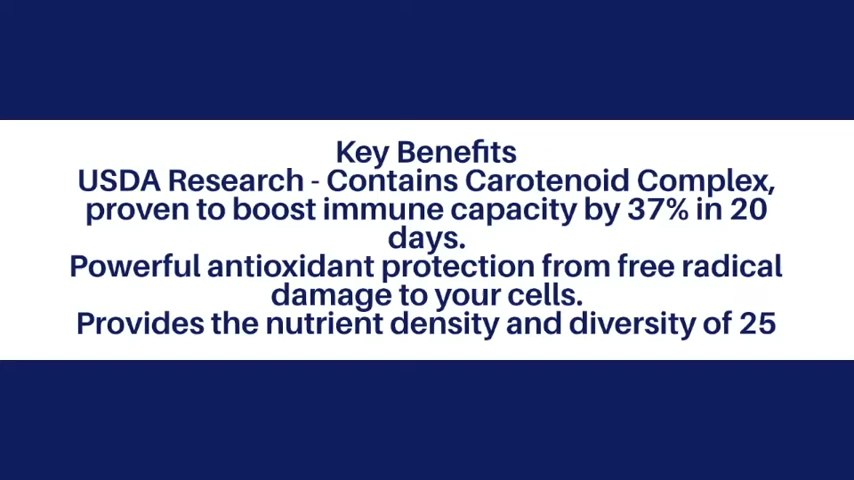 Key Benefits
USDA Research - Contains Carotenoid Complex,
proven to boost immune capacity by 37% in 20
days.
Powerful antioxidant protection from free radical
damage to your cells.
Provides the nutrient density and diversity of 25